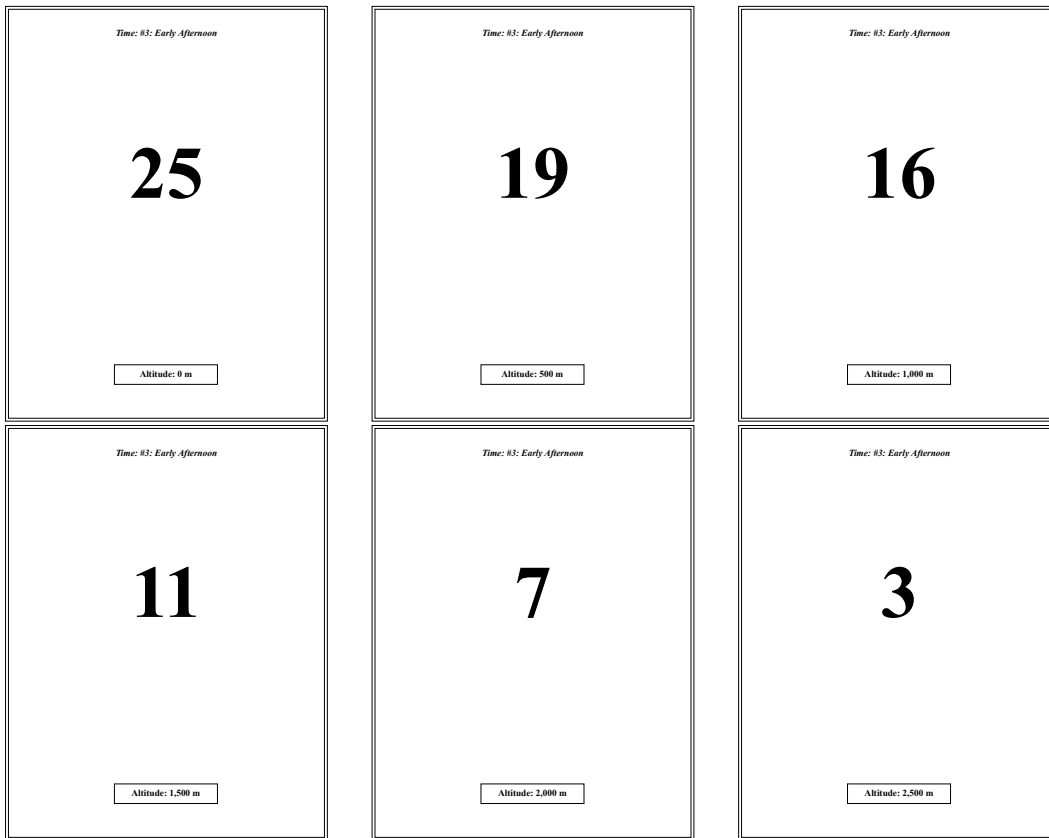 Time: #3: Early Afternoon
25
Altitude: 0 m
Time: #3: Early Afternoon
19
Altitude: 500 m
Time: #3: Early Afternoon
16
Altitude: 1,000 m
Time: #3: Early Afternoon
11
Altitude: 1,500 m
Time: #3: Early Afternoon
7
Altitude: 2,000 m
Time: #3: Early Afternoon
3
Altitude: 2,500 m